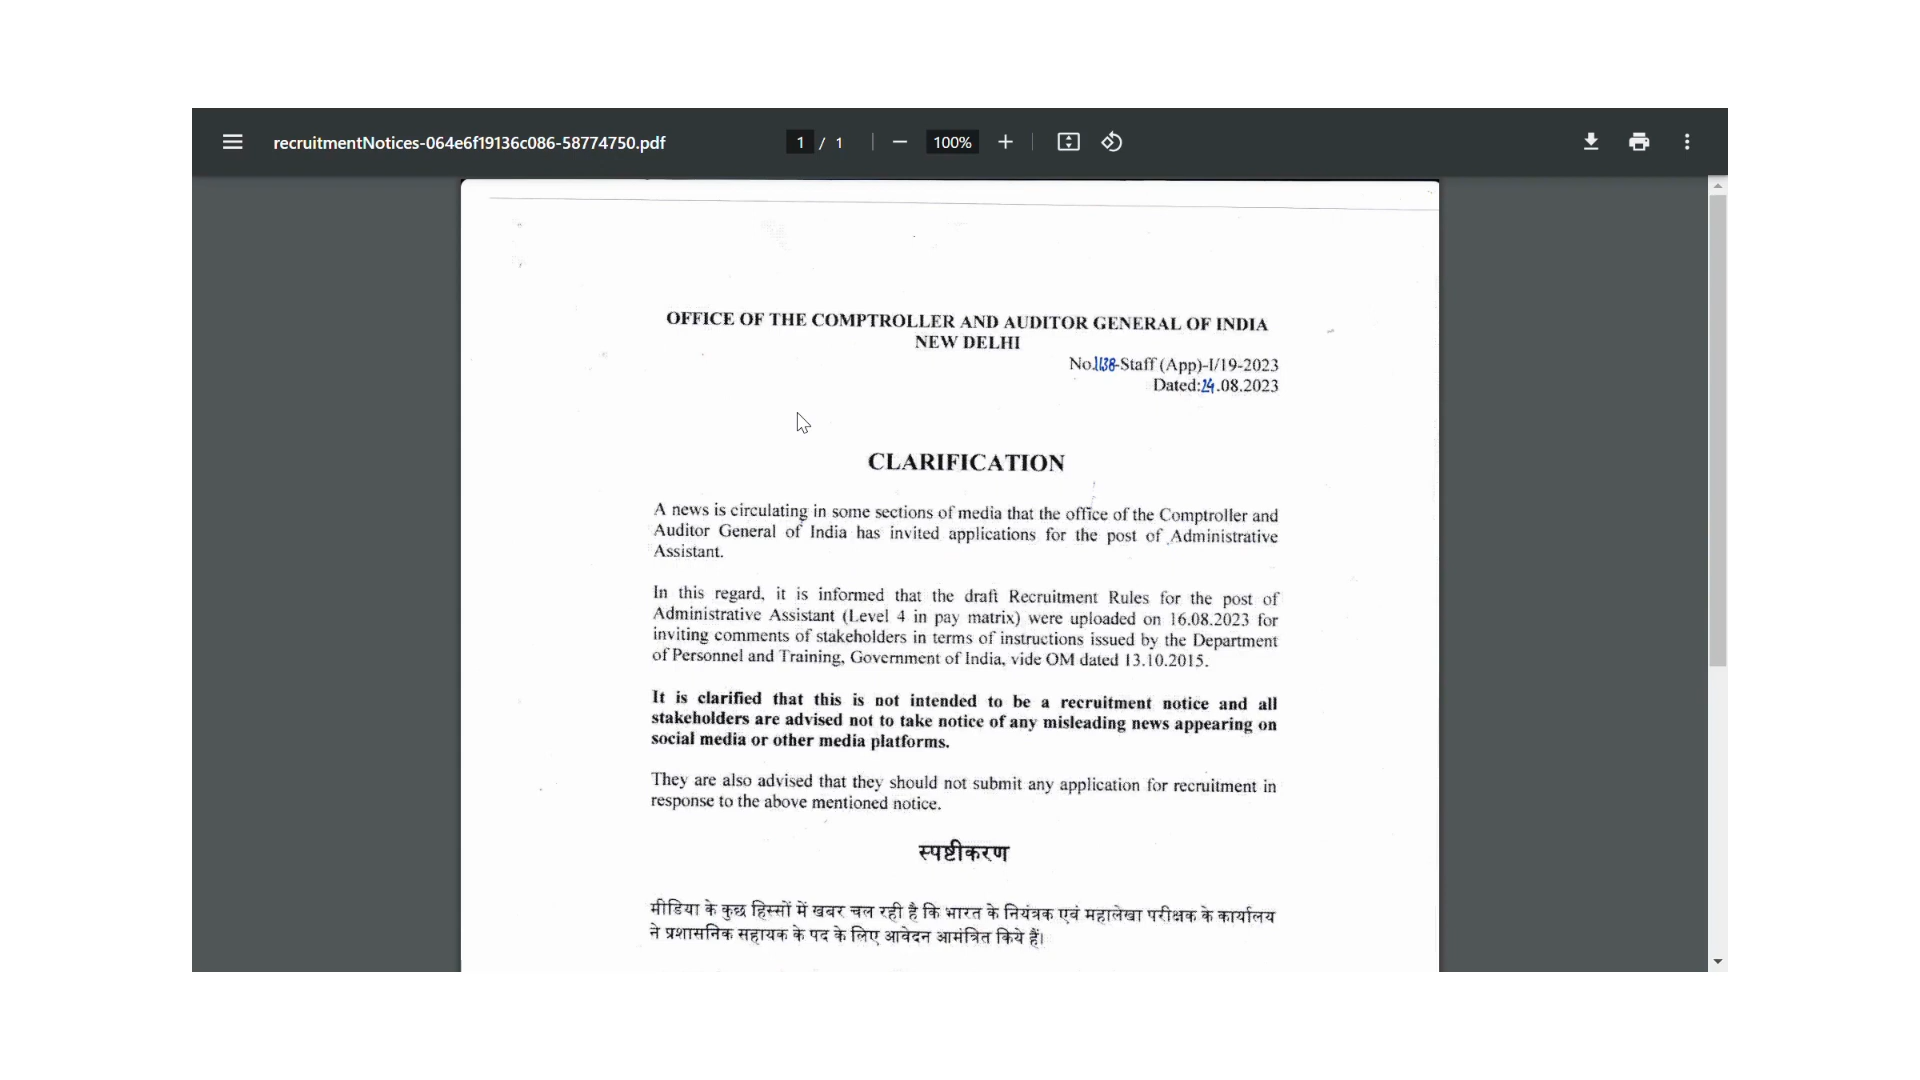 recruitmentNotices-064e6f19136c086-58774750.pdf
1 / 1
100%
OFFICE OF THE COMPTROLLER AND AUDITOR GENERAL OF INDIA
NEW DELHI
No.1138-Staff (App)-I/19-2023
Dated:24.08.2023
CLARIFICATION
A news is circulating in some sections of media that the office of the Comptroller and
Auditor General of India has invited applications for the post of Administrative
Assistant.
In this regard, it is informed that the draft Recruitment Rules for the post of
Administrative Assistant (Level 4 in pay matrix) were uploaded on 16.08.2023 for
inviting comments of stakeholders in terms of instructions issued by the Department
of Personnel and Training, Government of India, vide OM dated 13.10.2015.
It is clarified that this is not intended to be a recruitment notice and all
stakeholders are advised not to take notice of any misleading news appearing on
social media or other media platforms.
They are also advised that they should not submit any application for recruitment in
response to the above mentioned notice.
स्पष्टीकरण
मीडिया के कुछ हिस्सों में खबर चल रही है कि भारत के नियंत्रक एवं महालेखा परीक्षक के कार्यालय
ने प्रशासनिक सहायक के पद के लिए आवेदन आमंत्रित किये हैं।